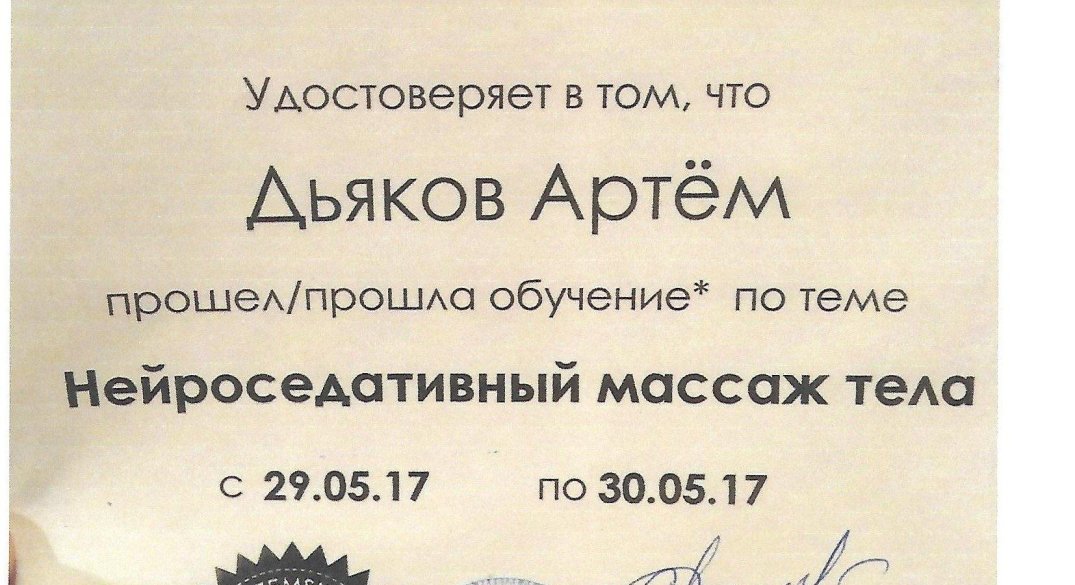 Удостоверяет в том, что
Дьяков Артём
прошел/прошла обучение* по теме
Нейроседативный массаж тела
с 29.05.17 по 30.05.17